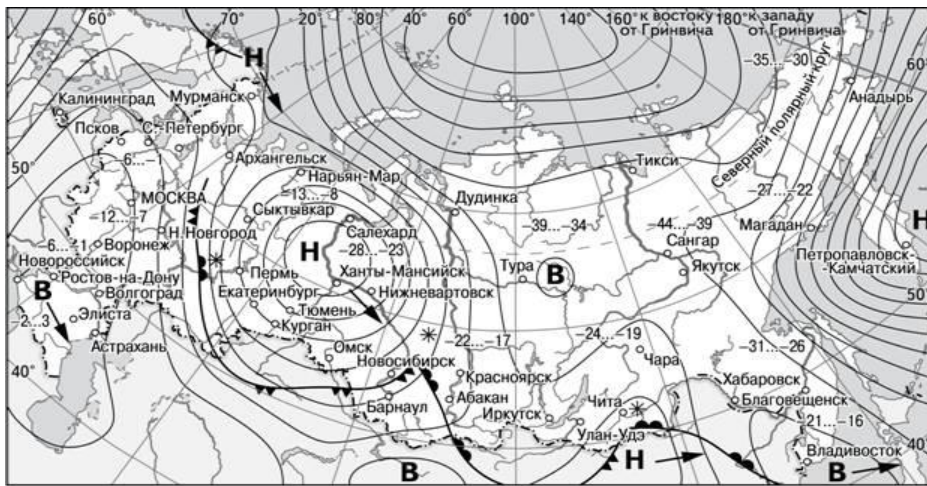 70° 20° 30° 40° 60° 100° 140° 160° к востоку 180° к западу
от Гринвича от Гринвича
Н
–35...–30
60°
Калининград
Мурманск
Северный полярный круг
Анадырь
Псков С.-Петербург
50°
–6...–1
Архангельск
Тикси
Нарьян-Мар
МОСКВА
–13...–8
Дудинка
–27...–22
–12...–7
Сыктывкар
Салехард
–39...–34
–44...–39
Магадан
Н
–6...–1
Н.Новгород
Н
–28...–23
Сангар
Воронеж
Петропавловск-
Камчатский
Новороссийск
Ростов-на-Дону
Пермь
Ханты-Мансийск
Тура
В
Якутск
В
Волгоград
Екатеринбург
Нижневартовск
50°
–2...3
Элиста
Тюмень
Курган
–22...–17
–24...–19
Астрахань
Омск
Чара
–31...–26
40°
Новосибирск
Красноярск
Хабаровск
Барнаул
Абакан
Чита
Благовещенск
Иркутск
–21...–16
Улан-Удэ
40°
В
Н
Владивосток
В